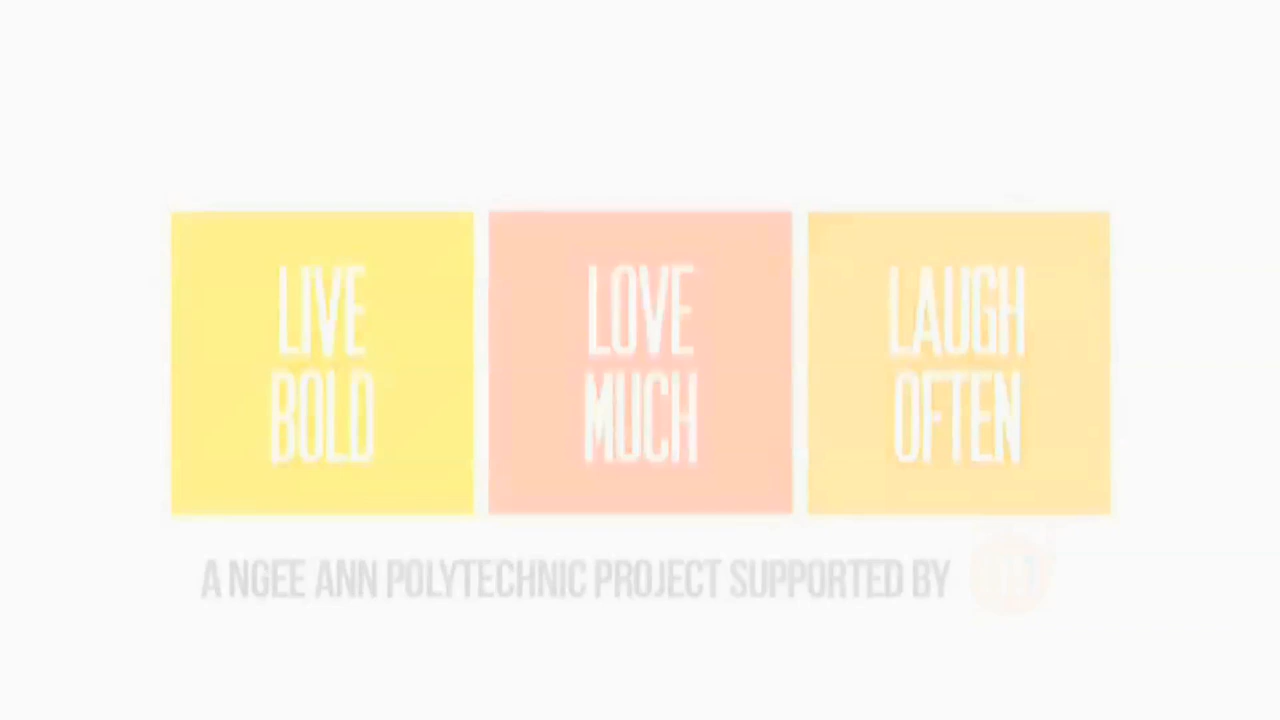 LIVE
BOLD
LOVE
MUCH
LAUGH
OFTEN
A NGEE ANN POLYTECHNIC PROJECT SUPPORTED BY